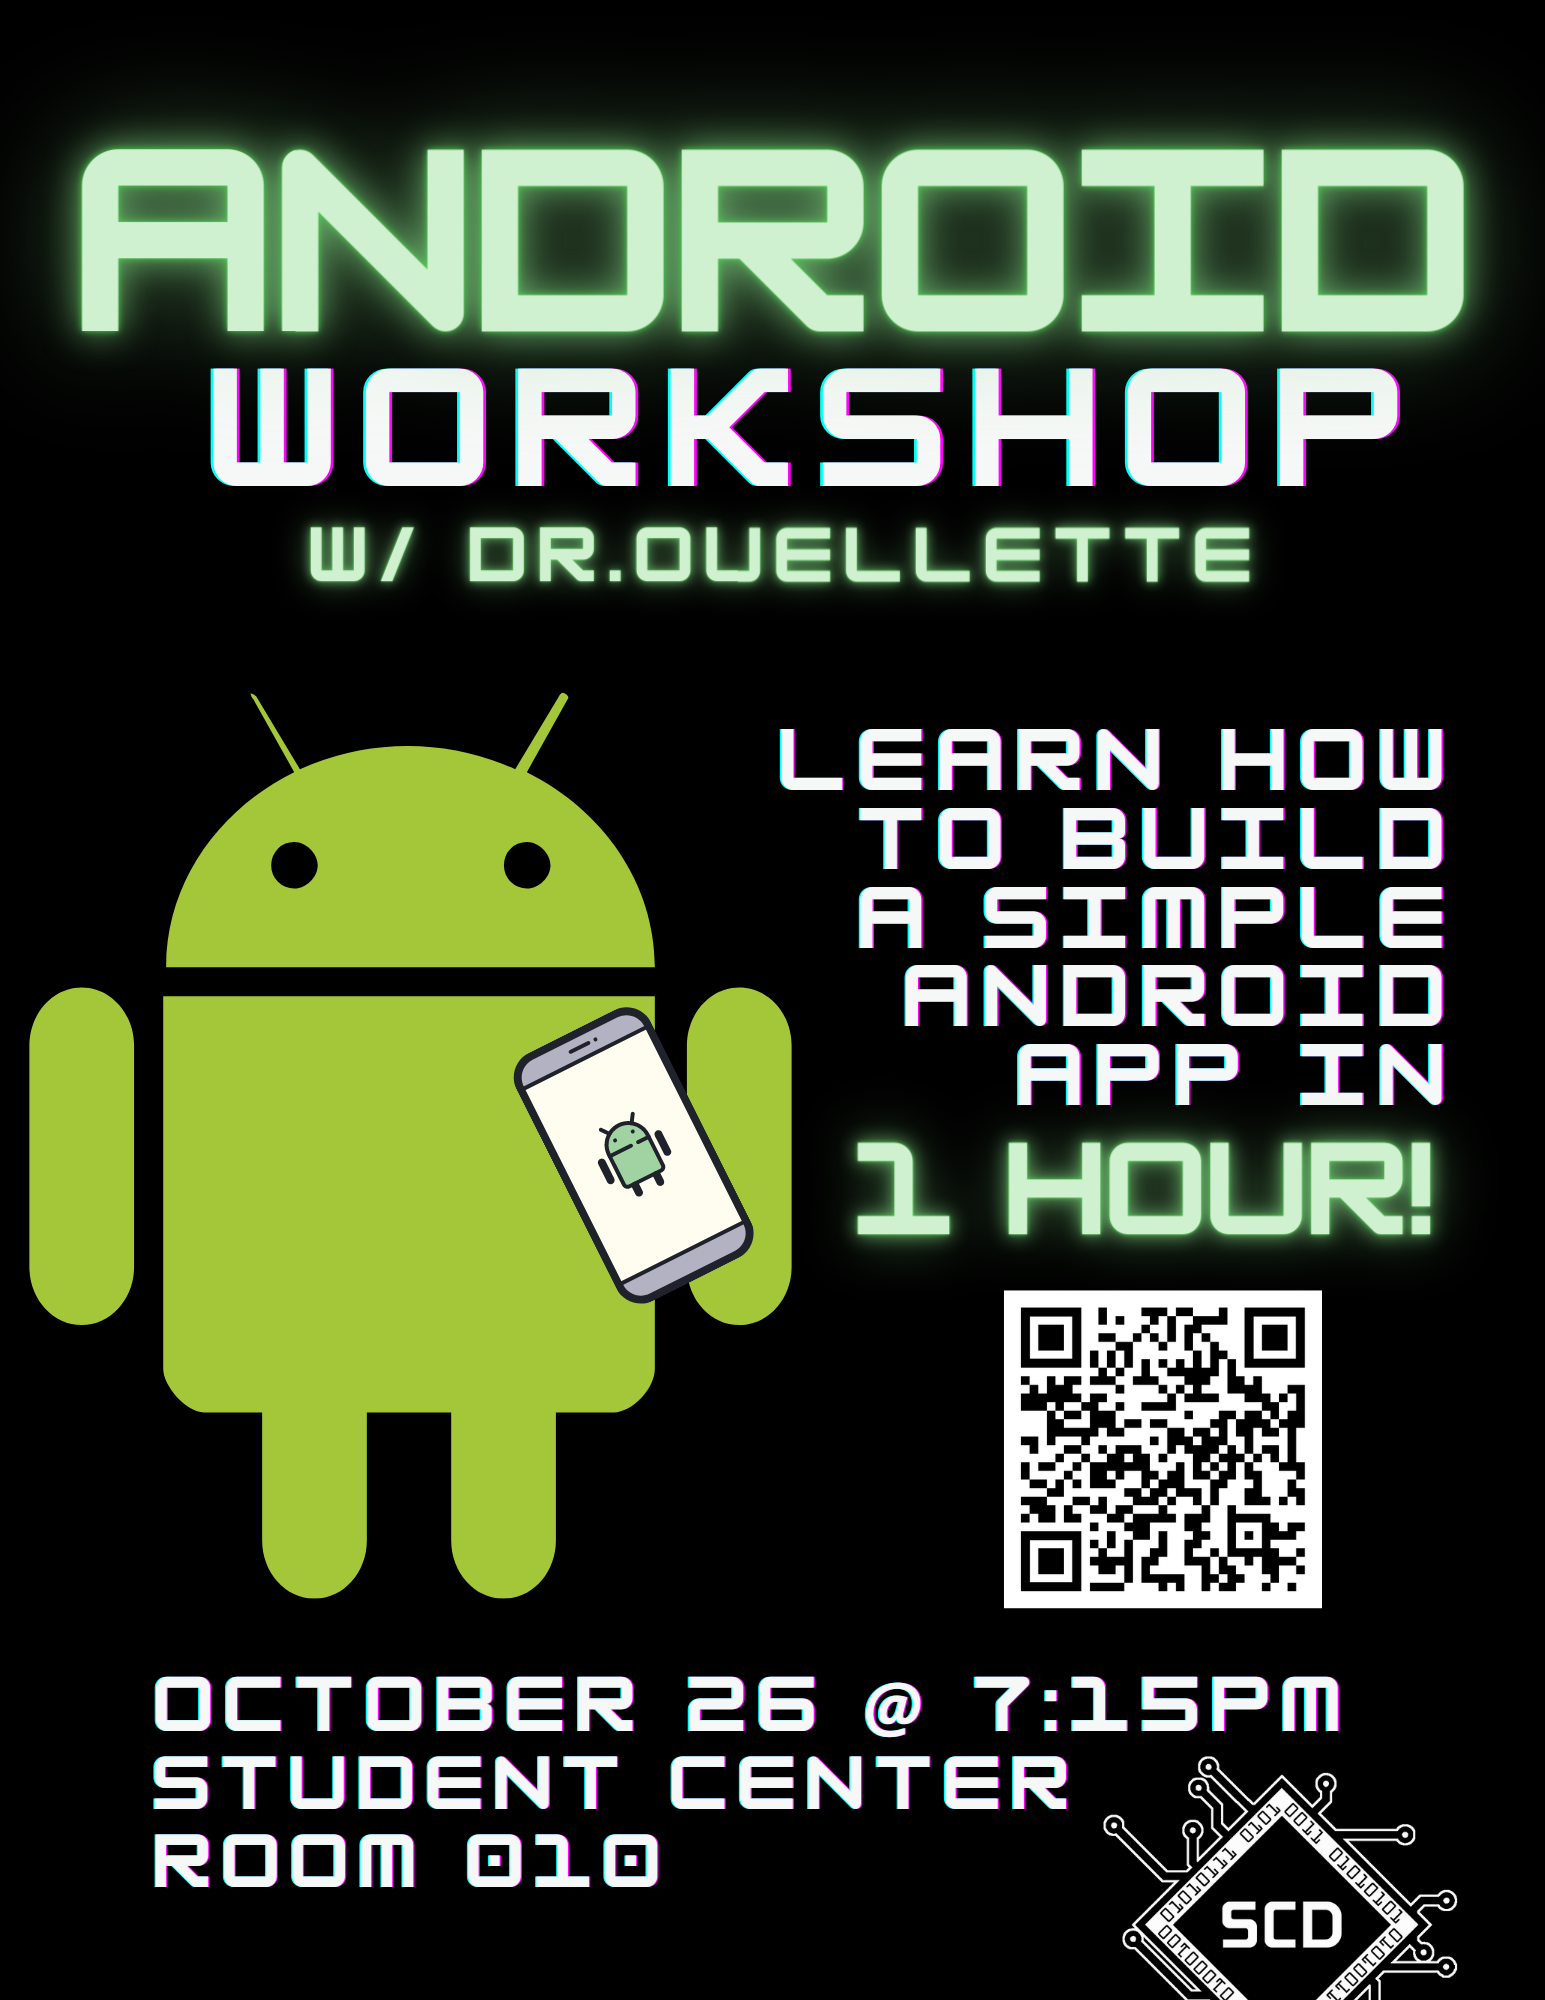 ANDROID
WORKSHOP
W/ DR.OUELLETTE
LEARN HOW
TO BUILD
A SIMPLE
ANDROID
APP IN
1 HOUR!
OCTOBER 26 @ 7:15PM
STUDENT CENTER
ROOM 010
SCD